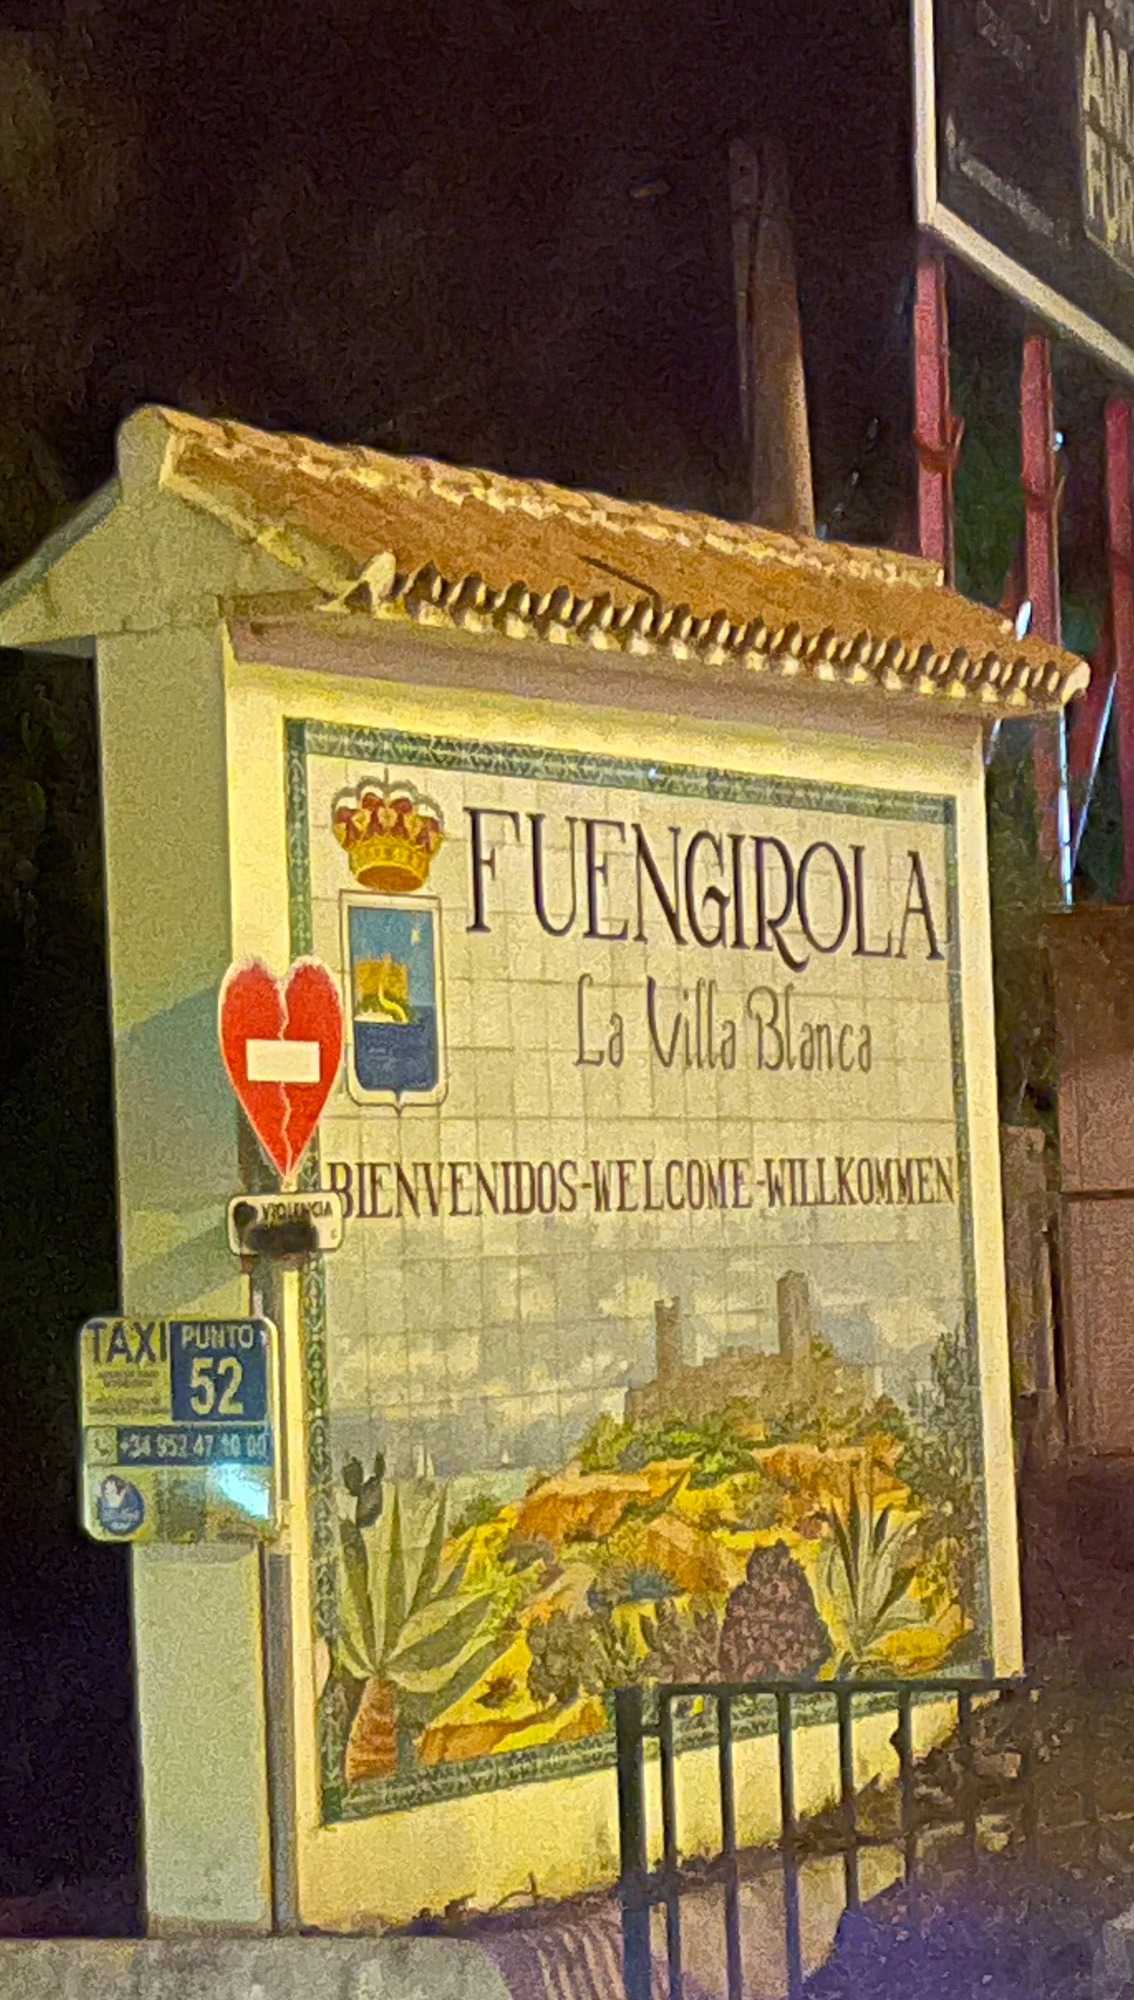 FUENGIROLA
La Villa Blanca
BIENVENIDOS-WELCOME-WILLKOMMEN
VIOLENCIA
TAXI
PUNTO
52
+34 952 47 10 00